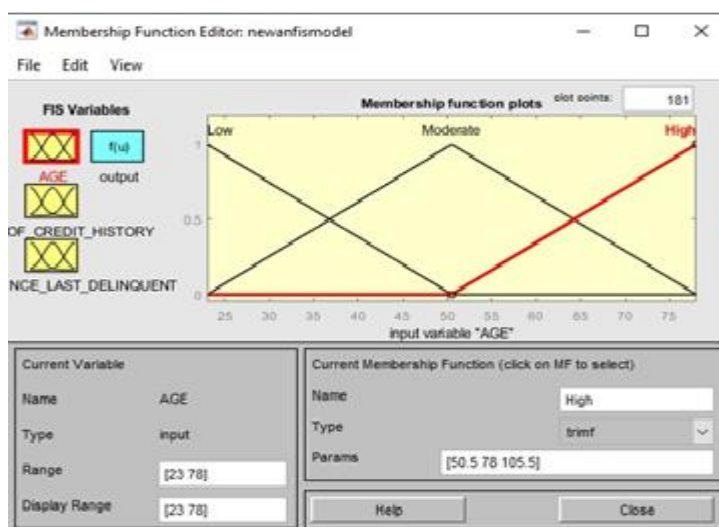 Membership Function Editor: newanfismodel
File Edit View
FIS Variables
Membership function plots
plot points: 181
f(u)
AGE output
OF_CREDIT_HISTORY
NCE_LAST_DELINQUENT
Low Moderate High
1
0.5
0
25 30 35 40 45 50 55 60 65 70 75
input variable "AGE"
Current Variable
Name AGE
Type input
Range [23 78]
Display Range [23 78]
Current Membership Function (click on MF to select)
Name High
Type trimf
Params [50.5 78 105.5]
Help Close